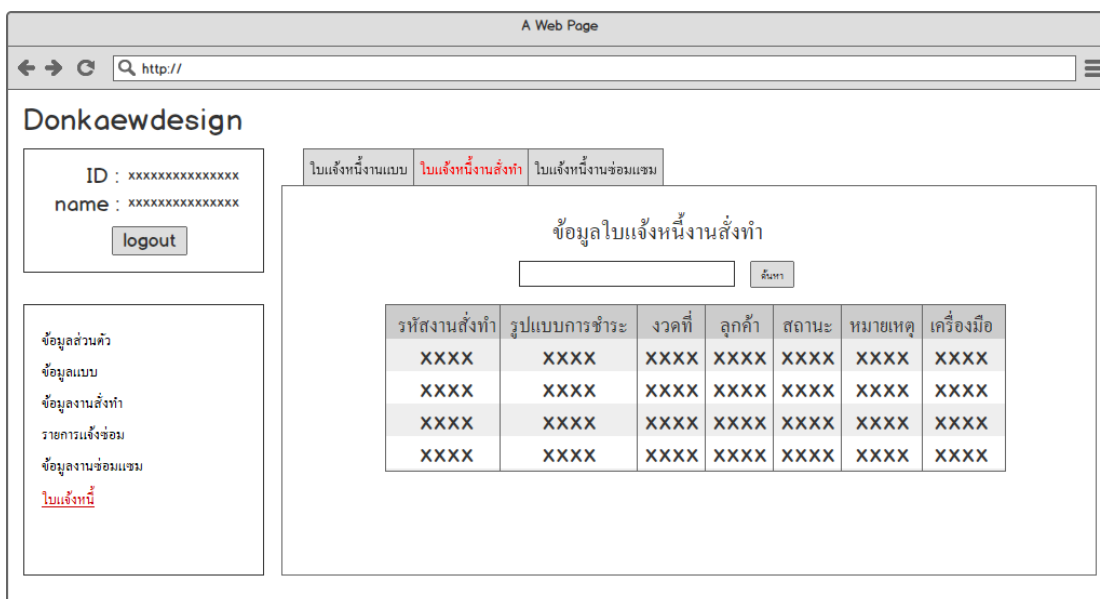 A Web Page
http://
Donkaewdesign
ID : xxxxxxxxxxxxxxx
name : xxxxxxxxxxxxxxx
logout
ข้อมูลส่วนตัว
ข้อมูลแบบ
ข้อมูลงานสั่งทำ
รายการแจ้งซ่อม
ข้อมูลงานซ่อมแซม
ใบแจ้งหนี้
ใบแจ้งหนี้งานแบบ ใบแจ้งหนี้งานสั่งทำ ใบแจ้งหนี้งานซ่อมแซม
ข้อมูลใบแจ้งหนี้งานสั่งทำ
ค้นหา
รหัสงานสั่งทำ รูปแบบการชำระ งวดที่ ลูกค้า สถานะ หมายเหตุ เครื่องมือ
XXXX XXXX XXXX XXXX XXXX XXXX XXXX
XXXX XXXX XXXX XXXX XXXX XXXX XXXX
XXXX XXXX XXXX XXXX XXXX XXXX XXXX
XXXX XXXX XXXX XXXX XXXX XXXX XXXX